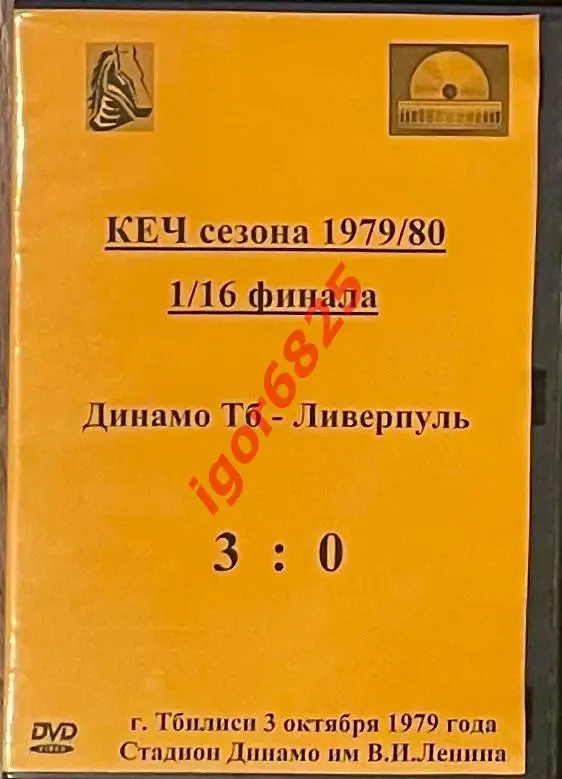 КЕЧ сезона 1979/80
1/16 финала
igor6825
Динамо Тб - Ливерпуль
3 : 0
DVD
VIDEO
г. Тбилиси 3 октября 1979 года
Стадион Динамо им В.И.Ленина